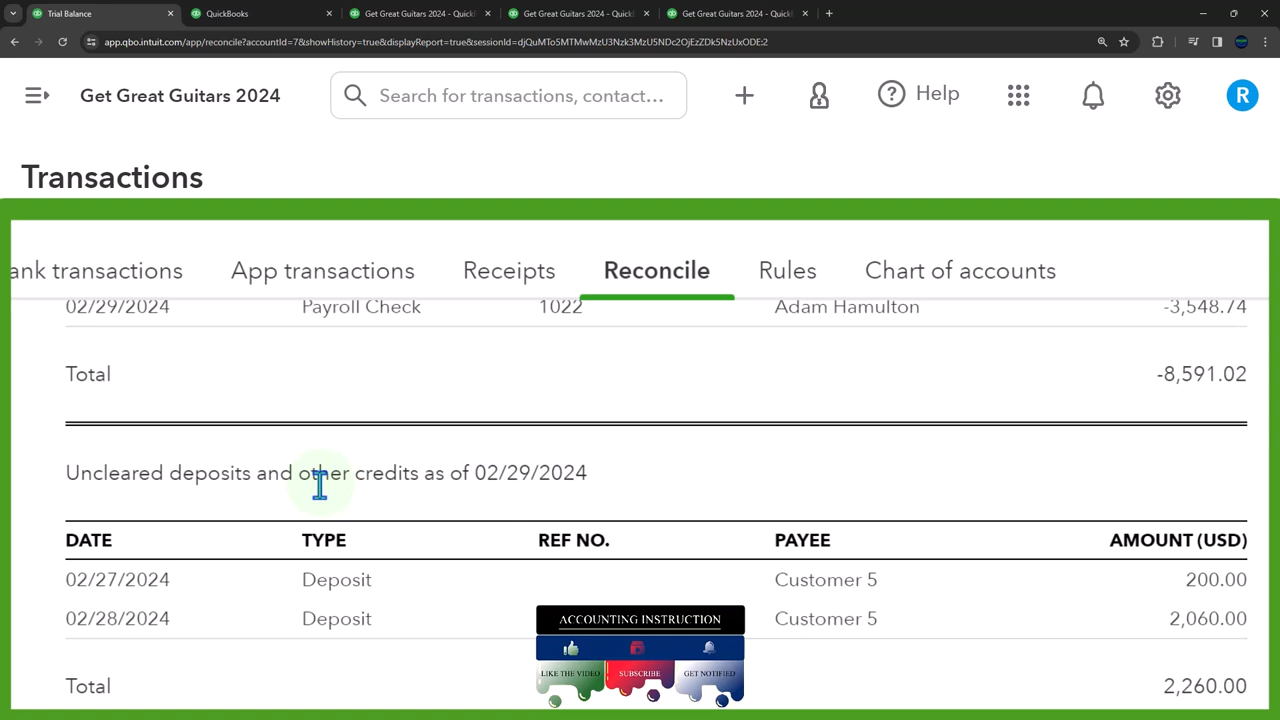 Trial Balance
QuickBooks
Get Great Guitars 2024 - Quick
Get Great Guitars 2024 - Quick
Get Great Guitars 2024 - Quick
app.qbo.intuit.com/app/reconcile?accountId=7&showHistory=true&displayReport=true&sessionId=djQuMTo5MTMwMzU3Nzk3MzU5NDc2OjEzZDk5NzUxODE:2
Get Great Guitars 2024
Search for transactions, contact...
Help
R
Transactions
ank transactions App transactions Receipts Reconcile Rules Chart of accounts
02/29/2024 Payroll Check 1022 Adam Hamulton -3,548.74
Total -8,591.02
Uncleared deposits and other credits as of 02/29/2024
DATE TYPE REF NO. PAYEE AMOUNT (USD)
02/27/2024 Deposit Customer 5 200.00
02/28/2024 Deposit Customer 5 2,060.00
Total 2,260.00
ACCOUNTING INSTRUCTION
LIKE THE VIDEO SUBSCRIBE GET NOTIFIED